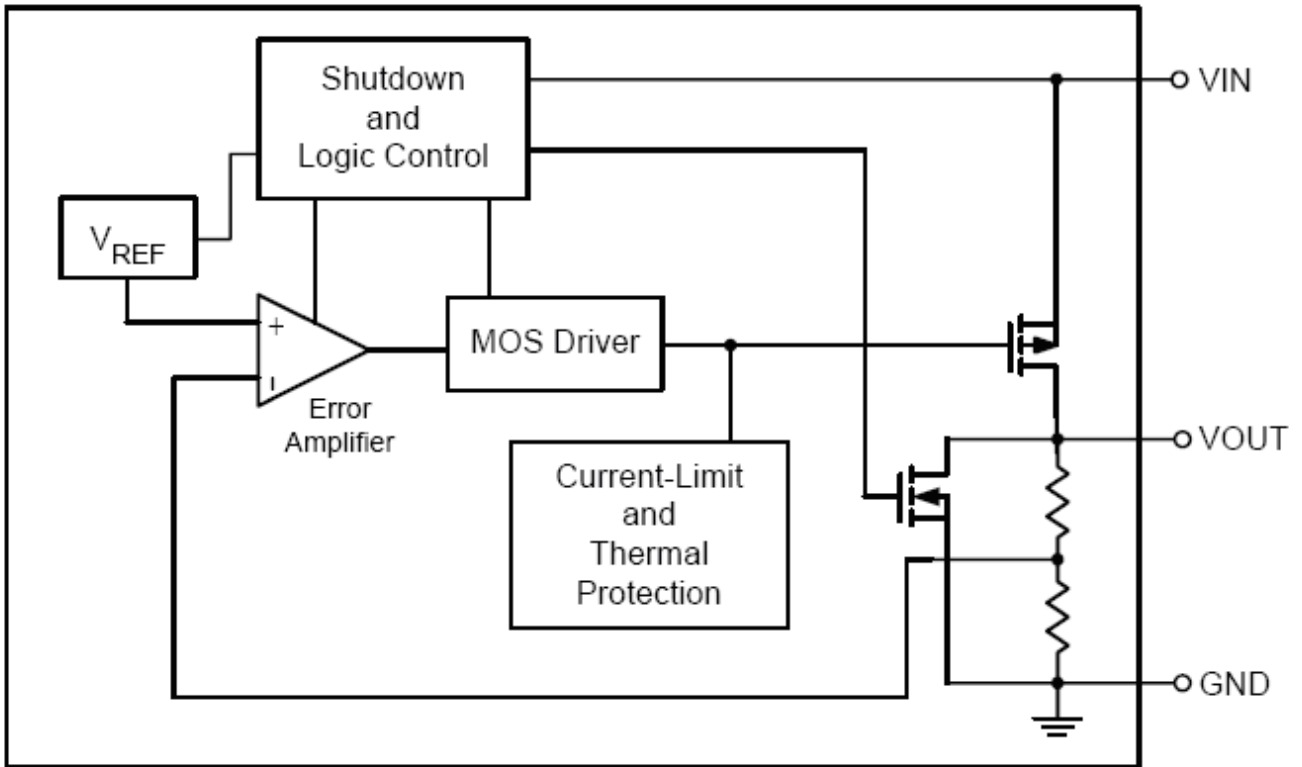 Shutdown
and
Logic Control
VIN
VREF
+
-
MOS Driver
Error
Amplifier
VOUT
Current-Limit
and
Thermal
Protection
GND